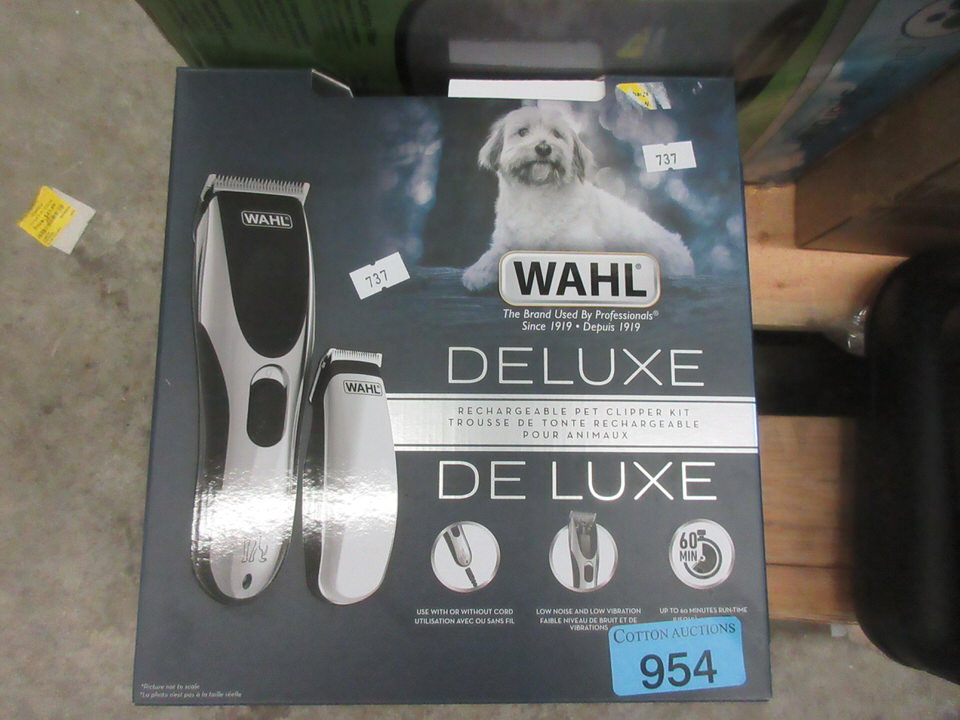 737
737
WAHL
WAHL
WAHL
The Brand Used By Professionals®
Since 1919 • Depuis 1919
DELUXE
RECHARGEABLE PET CLIPPER KIT
TROUSSE DE TONTE RECHARGEABLE
POUR ANIMAUX
DE LUXE
60
MIN
USE WITH OR WITHOUT CORD
UTILISATION AVEC OU SANS FIL
LOW NOISE AND LOW VIBRATION
FAIBLE NIVEAU DE BRUIT ET DE
VIBRATIONS
UP TO 60 MINUTES RUN-TIME
COTTON AUCTIONS
954
*Picture not to scale
*La photo n'est pas à la taille réelle